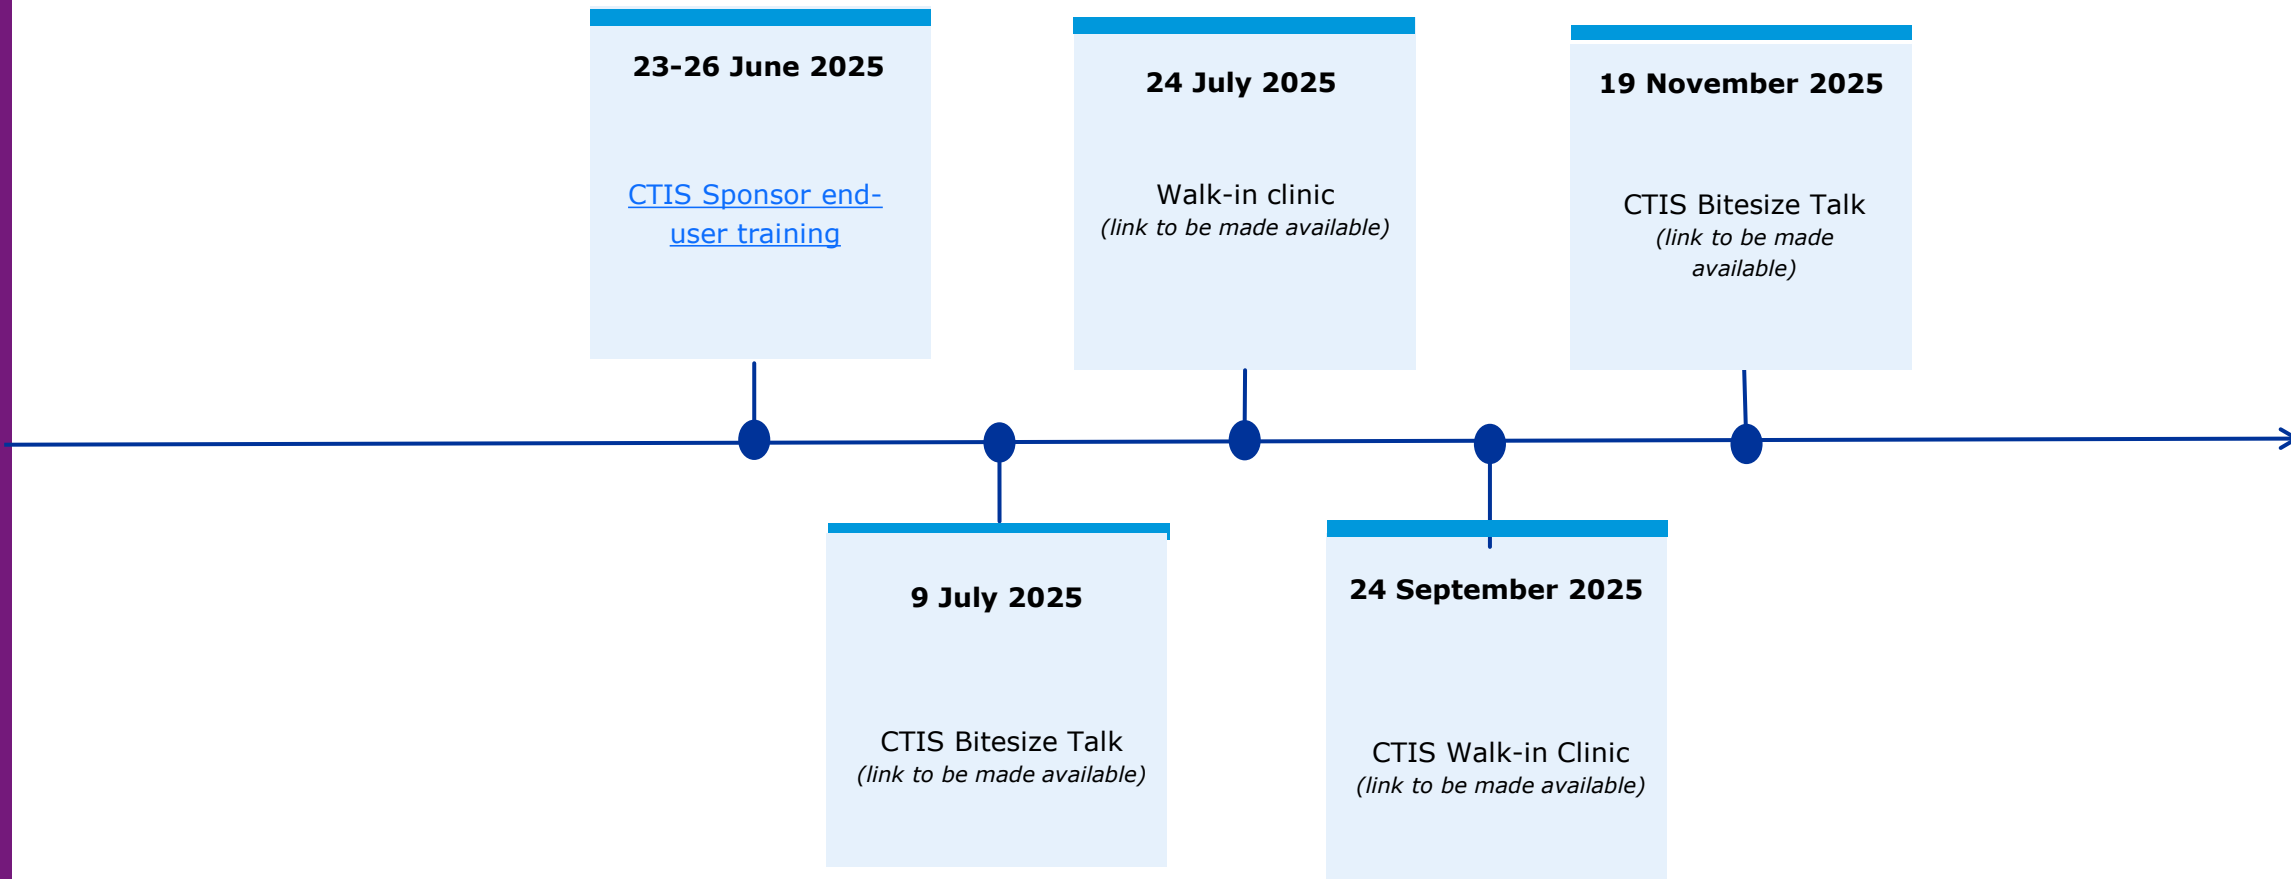 23-26 June 2025
CTIS Sponsor end-
user training
24 July 2025
Walk-in clinic
(link to be made available)
19 November 2025
CTIS Bitesize Talk
(link to be made
available)
9 July 2025
CTIS Bitesize Talk
(link to be made available)
24 September 2025
CTIS Walk-in Clinic
(link to be made available)